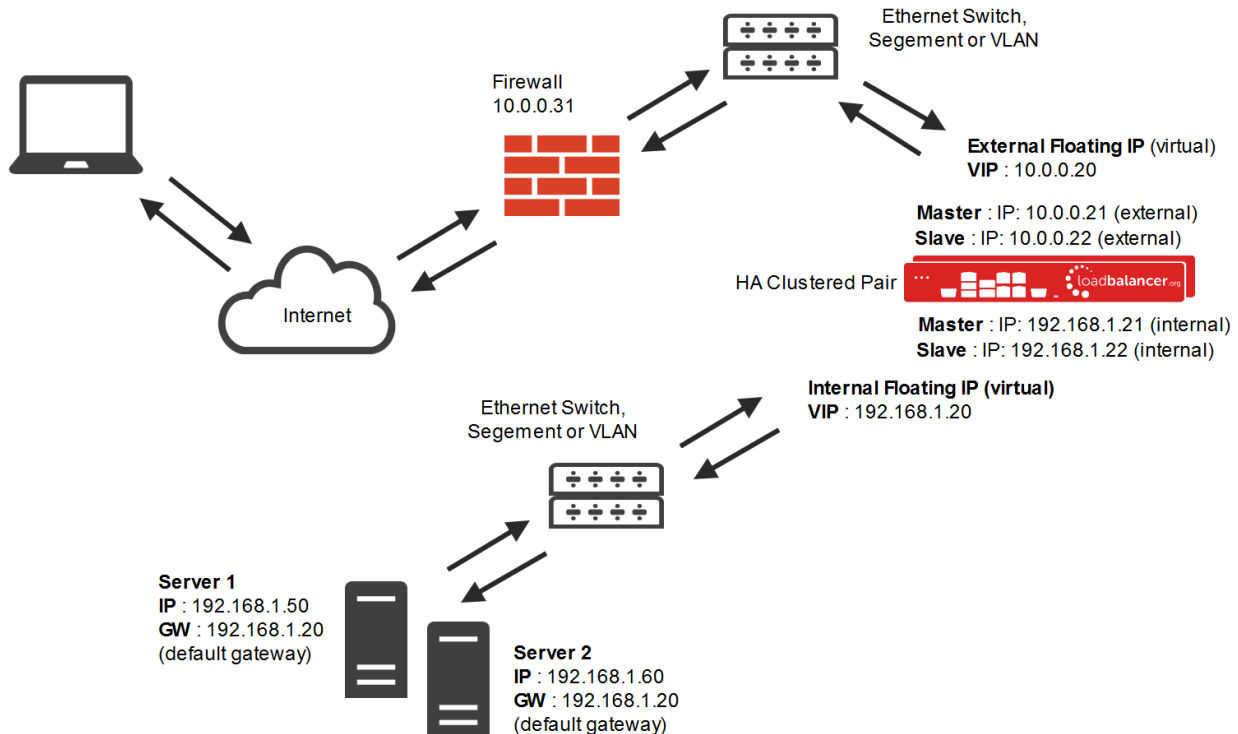 Ethernet Switch,
Segement or VLAN
Firewall
10.0.0.31
External Floating IP (virtual)
VIP : 10.0.0.20
Master : IP: 10.0.0.21 (external)
Slave : IP: 10.0.0.22 (external)
HA Clustered Pair
loadbalancer.org
Internet
Master : IP: 192.168.1.21 (internal)
Slave : IP: 192.168.1.22 (internal)
Internal Floating IP (virtual)
VIP : 192.168.1.20
Ethernet Switch,
Segement or VLAN
Server 1
IP : 192.168.1.50
GW : 192.168.1.20
(default gateway)
Server 2
IP : 192.168.1.60
GW : 192.168.1.20
(default gateway)